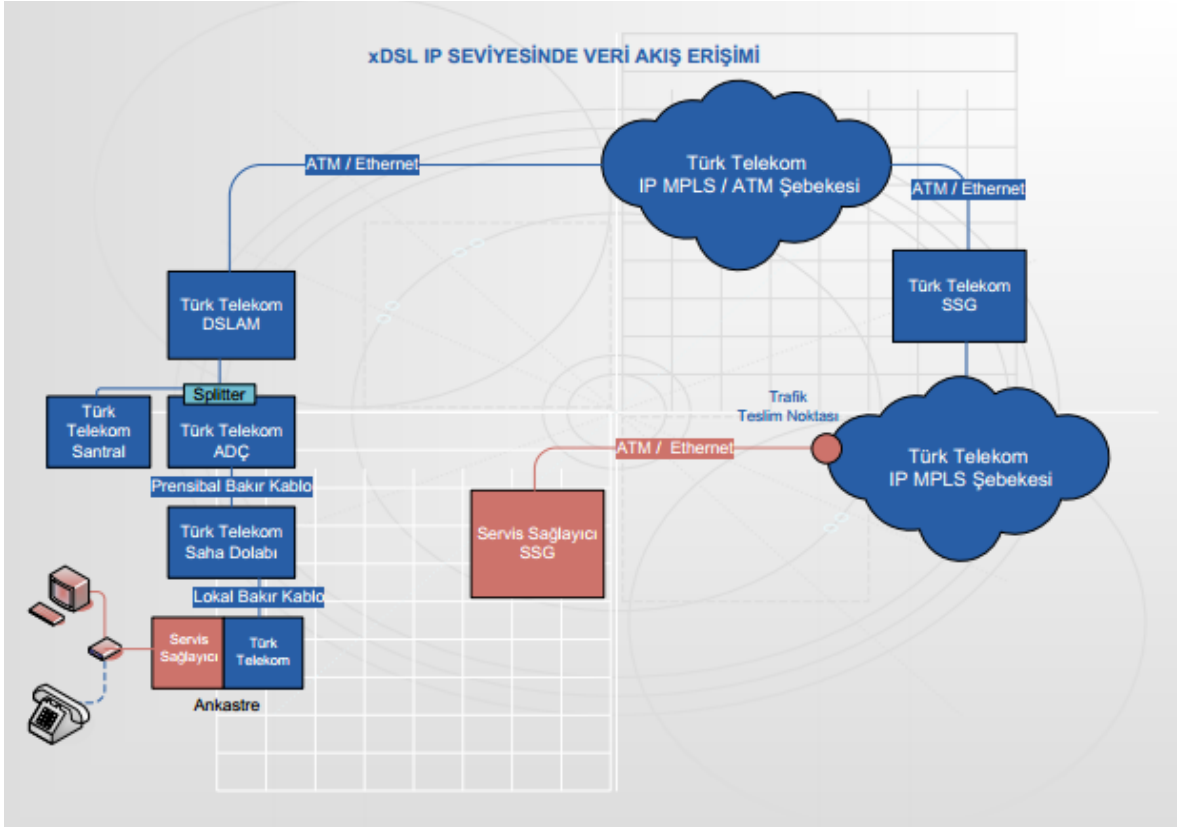 xDSL IP SEVİYESİNDE VERİ AKIŞ ERİŞİMİ
ATM / Ethernet
Türk Telekom
IP MPLS / ATM Şebekesi
ATM / Ethernet
Türk Telekom
DSLAM
Türk Telekom
SSG
Splitter
Türk
Telekom
Santral
Türk Telekom
ADÇ
Trafik
Teslim Noktası
ATM / Ethernet
Türk Telekom
IP MPLS Şebekesi
Prensibal Bakır Kablo
Türk Telekom
Saha Dolabı
Servis Sağlayıcı
SSG
Lokal Bakır Kablo
Servis
Sağlayıcı
Türk
Telekom
Ankastre